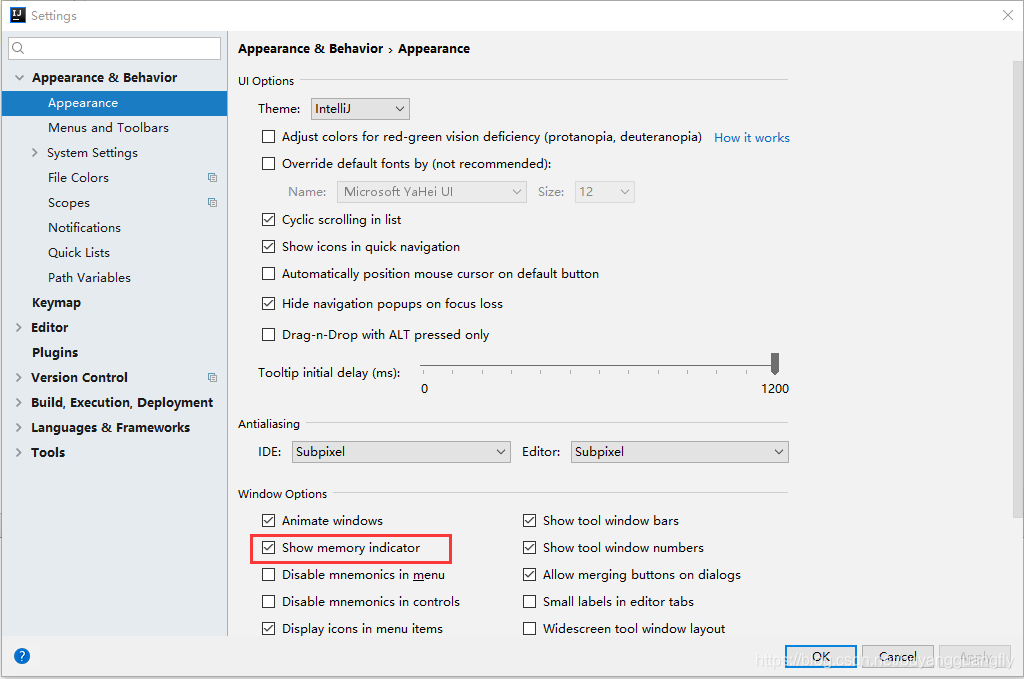 IJ Settings
Appearance & Behavior
Appearance
Menus and Toolbars
System Settings
File Colors
Scopes
Notifications
Quick Lists
Path Variables
Keymap
Editor
Plugins
Version Control
Build, Execution, Deployment
Languages & Frameworks
Tools
Appearance & Behavior › Appearance
UI Options
Theme: IntelliJ
Adjust colors for red-green vision deficiency (protanopia, deuteranopia) How it works
Override default fonts by (not recommended):
Name: Microsoft YaHei UI Size: 12
Cyclic scrolling in list
Show icons in quick navigation
Automatically position mouse cursor on default button
Hide navigation popups on focus loss
Drag-n-Drop with ALT pressed only
Tooltip initial delay (ms):
0 1200
Antialiasing
IDE: Subpixel Editor: Subpixel
Window Options
Animate windows Show tool window bars
Show memory indicator Show tool window numbers
Disable mnemonics in menu Allow merging buttons on dialogs
Disable mnemonics in controls Small labels in editor tabs
Display icons in menu items Widescreen tool window layout
? OK Cancel Apply